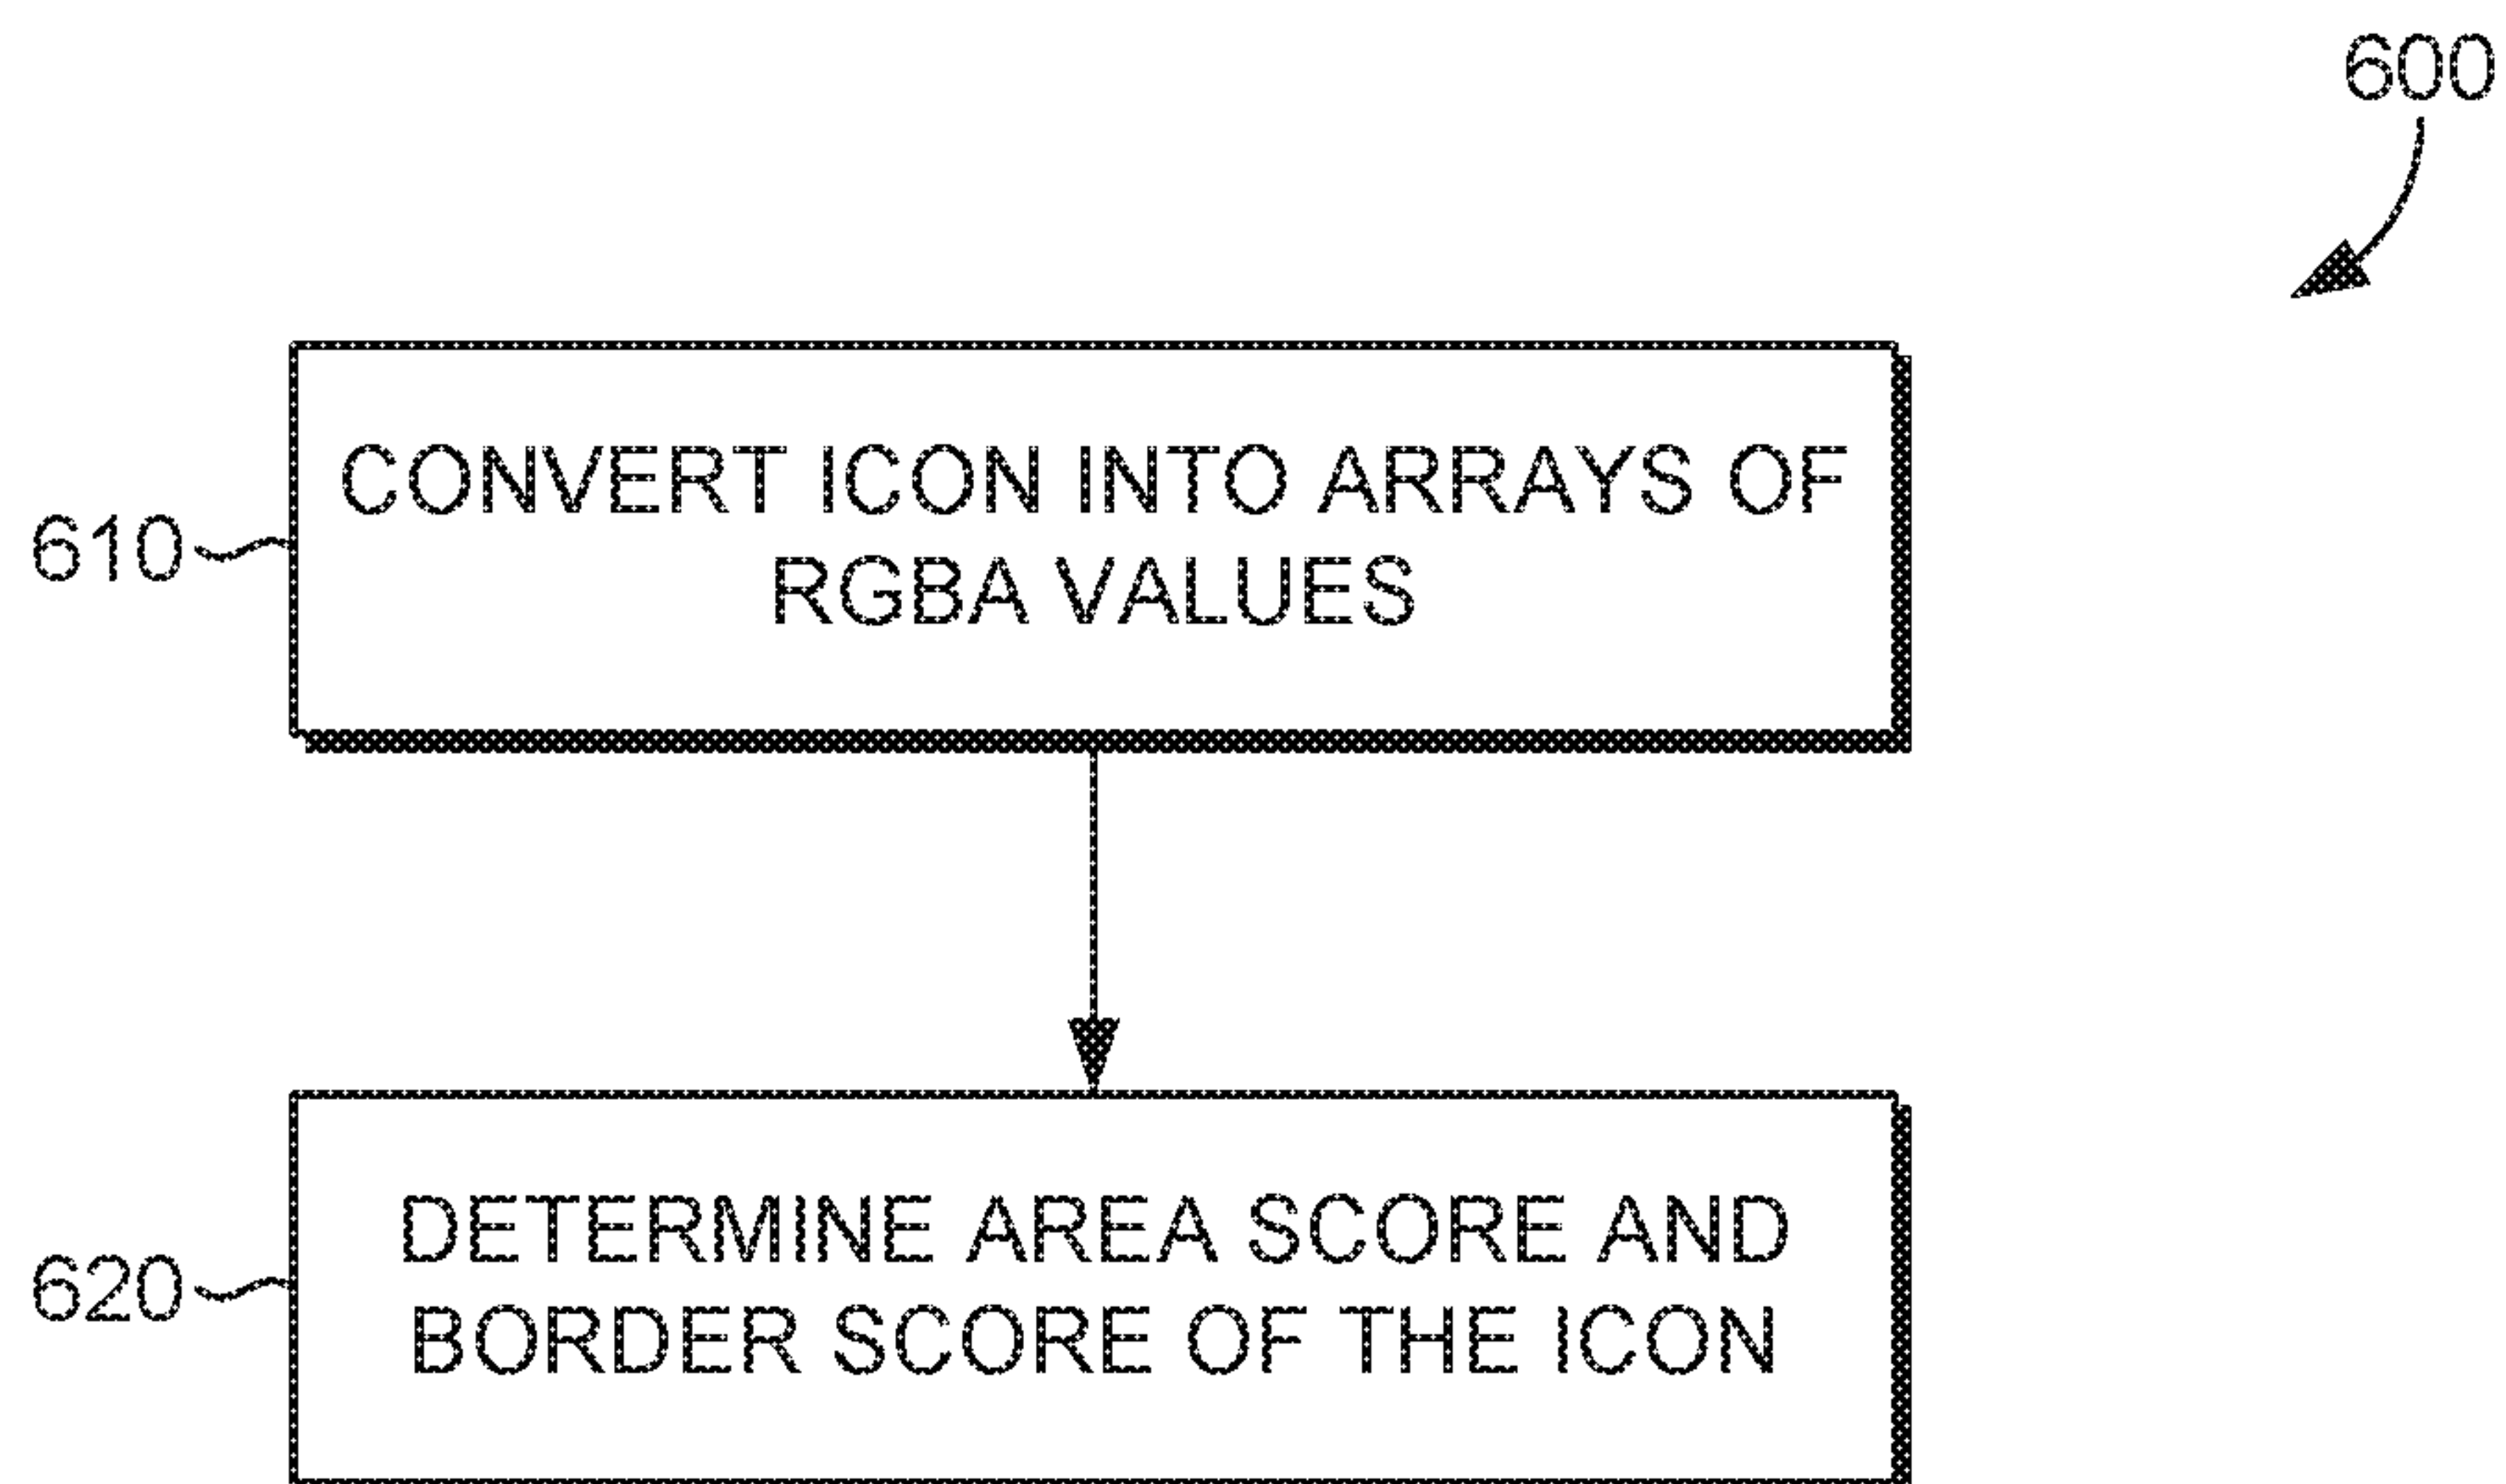 600
CONVERT ICON INTO ARRAYS OF
610
RGBA VALUES
DETERMINE AREA SCORE AND
620
BORDER SCORE OF THE ICON